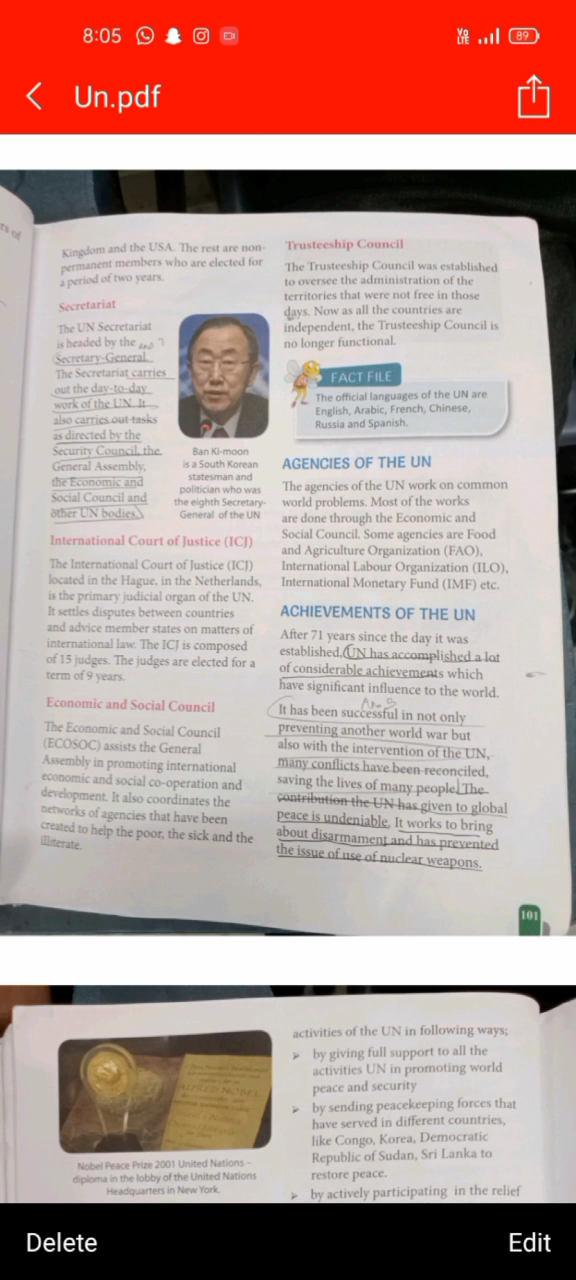 8:05
Vo
LTE
89
Un.pdf
Kingdom and the USA. The rest are non-
permanent members who are elected for
a period of two years.
Secretariat
The UN Secretariat
is headed by the
Secretary-General.
The Secretariat carries
out the day-to-day
work of the UN. It
also carries out tasks
as directed by the
Security Council, the
General Assembly,
the Economic and
Social Council and
other UN bodies.
Ban Ki-moon
is a South Korean
statesman and
politician who was
the eighth Secretary-
General of the UN
International Court of Justice (ICJ)
The International Court of Justice (ICJ)
located in the Hague, in the Netherlands,
is the primary judicial organ of the UN.
It settles disputes between countries
and advice member states on matters of
international law. The ICJ is composed
of 15 judges. The judges are elected for a
term of 9 years.
Economic and Social Council
The Economic and Social Council
(ECOSOC) assists the General
Assembly in promoting international
economic and social co-operation and
development. It also coordinates the
networks of agencies that have been
created to help the poor, the sick and the
illiterate.
Trusteeship Council
The Trusteeship Council was established
to oversee the administration of the
territories that were not free in those
days. Now as all the countries are
independent, the Trusteeship Council is
no longer functional.
FACT FILE
The official languages of the UN are
English, Arabic, French, Chinese,
Russia and Spanish.
AGENCIES OF THE UN
The agencies of the UN work on common
world problems. Most of the works
are done through the Economic and
Social Council. Some agencies are Food
and Agriculture Organization (FAO),
International Labour Organization (ILO),
International Monetary Fund (IMF) etc.
ACHIEVEMENTS OF THE UN
After 71 years since the day it was
established. UN has accomplished a lot
of considerable achievements which
have significant influence to the world.
It has been successful in not only
preventing another world war but
also with the intervention of the UN,
many conflicts have been reconciled,
saving the lives of many people. The
contribution the UN has given to global
peace is undeniable. It works to bring
about disarmament and has prevented
the issue of use of nuclear weapons.
101
ALFRED NOBEL
Nobel Peace Prize 2001 United Nations –
diploma in the lobby of the United Nations
Headquarters in New York.
activities of the UN in following ways;
by giving full support to all the
activities UN in promoting world
peace and security
by sending peacekeeping forces that
have served in different countries,
like Congo, Korea, Democratic
Republic of Sudan, Sri Lanka to
restore peace.
by actively participating in the relief
Delete
Edit